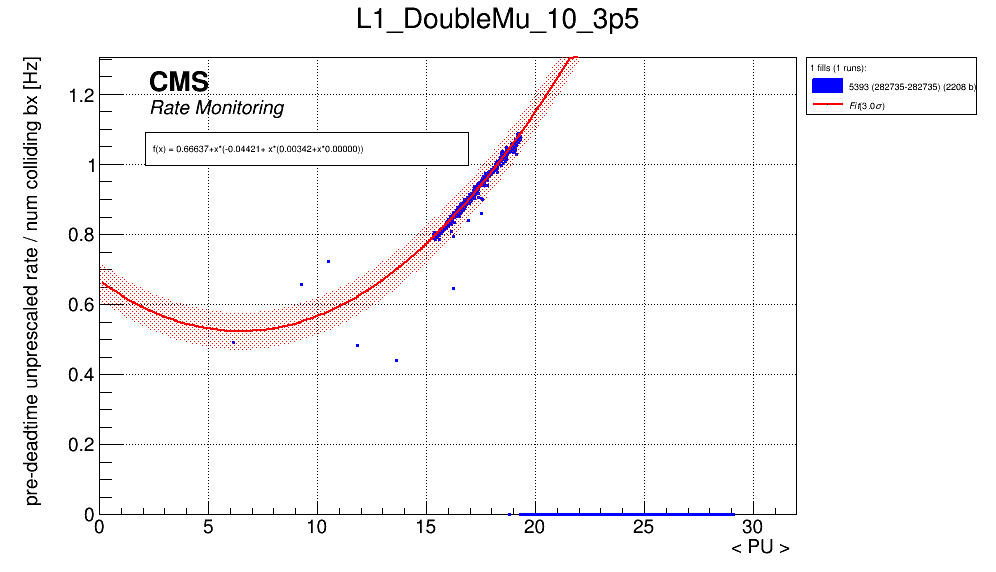 L1_DoubleMu_10_3p5
pre-deadtime unprescaled rate / num colliding bx [Hz]
CMS
Rate Monitoring
f(x) = 0.66637+x*(-0.04421+ x*(0.00342+x*0.00000))
1.2
1
0.8
0.6
0.4
0.2
0
0 5 10 15 20 25 30
< PU >
1 fills (1 runs):
5393 (282735-282735) (2208 b)
Fit(3.0σ)